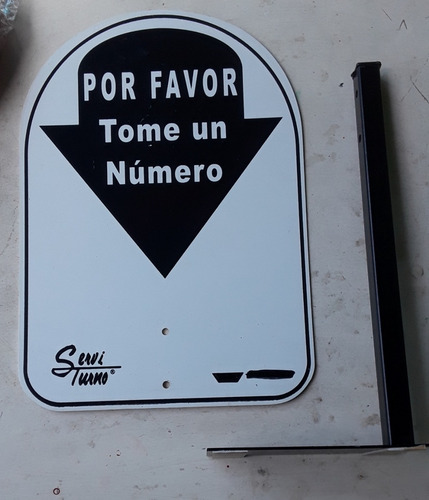 POR FAVOR
Tome un
Número
Servi
Turno®